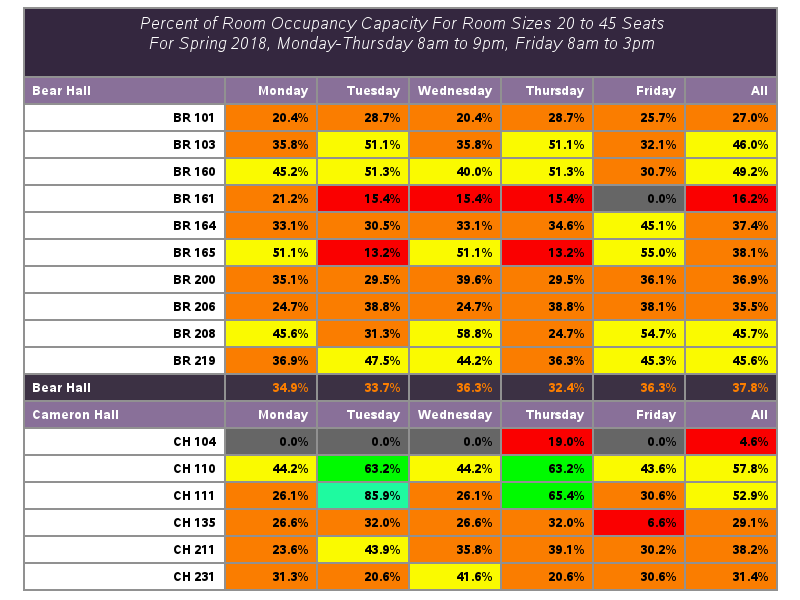 Percent of Room Occupancy Capacity For Room Sizes 20 to 45 Seats
For Spring 2018, Monday-Thursday 8am to 9pm, Friday 8am to 3pm
Bear Hall Monday Tuesday Wednesday Thursday Friday All
BR 101 20.4% 28.7% 20.4% 28.7% 25.7% 27.0%
BR 103 35.8% 51.1% 35.8% 51.1% 32.1% 46.0%
BR 160 45.2% 51.3% 40.0% 51.3% 30.7% 49.2%
BR 161 21.2% 15.4% 15.4% 15.4% 0.0% 16.2%
BR 164 33.1% 30.5% 33.1% 34.6% 45.1% 37.4%
BR 165 51.1% 13.2% 51.1% 13.2% 55.0% 38.1%
BR 200 35.1% 29.5% 39.6% 29.5% 36.1% 36.9%
BR 206 24.7% 38.8% 24.7% 38.8% 38.1% 35.5%
BR 208 45.6% 31.3% 58.8% 24.7% 54.7% 45.7%
BR 219 36.9% 47.5% 44.2% 36.3% 45.3% 45.6%
Bear Hall 34.9% 33.7% 36.3% 32.4% 36.3% 37.8%
Cameron Hall Monday Tuesday Wednesday Thursday Friday All
CH 104 0.0% 0.0% 0.0% 19.0% 0.0% 4.6%
CH 110 44.2% 63.2% 44.2% 63.2% 43.6% 57.8%
CH 111 26.1% 85.9% 26.1% 65.4% 30.6% 52.9%
CH 135 26.6% 32.0% 26.6% 32.0% 6.6% 29.1%
CH 211 23.6% 43.9% 35.8% 39.1% 30.2% 38.2%
CH 231 31.3% 20.6% 41.6% 20.6% 30.6% 31.4%